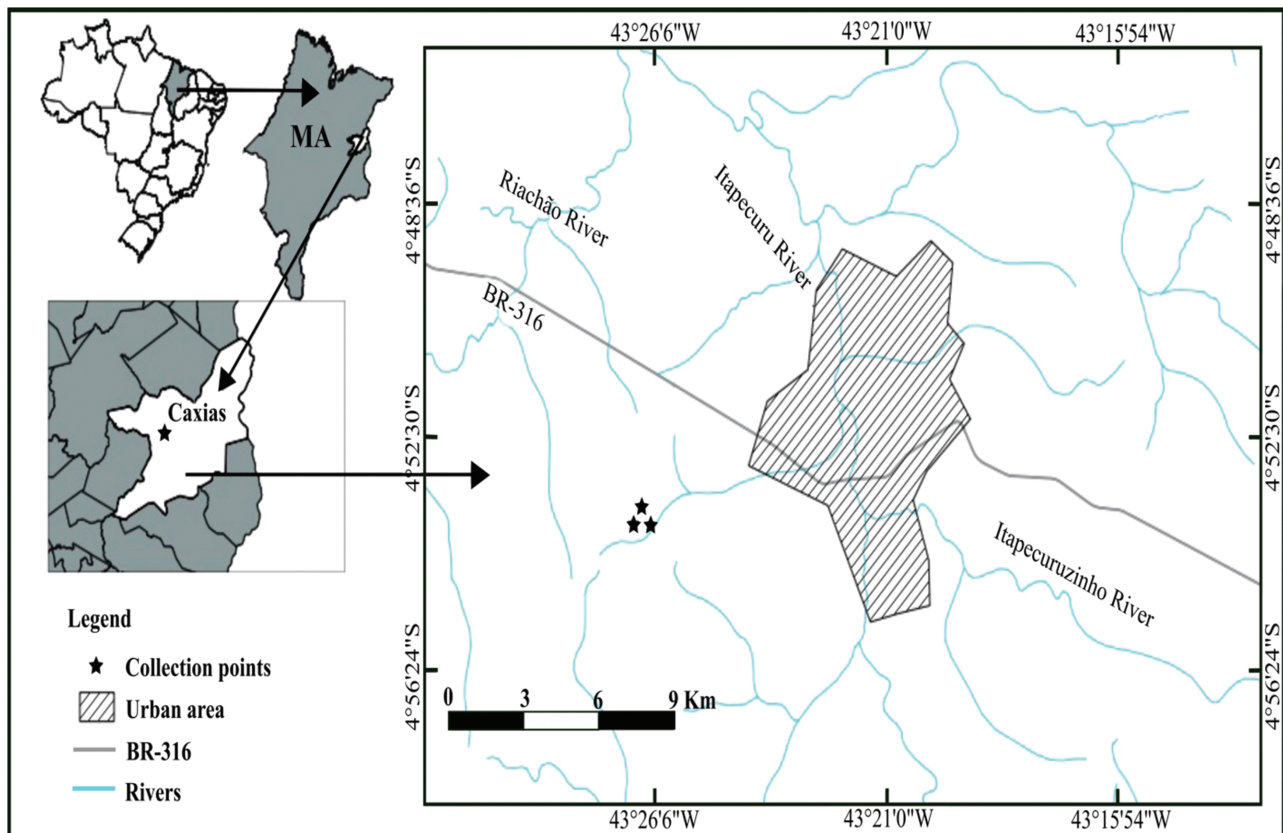 43°26'6"W
43°21'0"W
43°15'54"W
MA
Riachão River
Itapecuru River
4°48'36"S
4°48'36"S
BR-316
Caxias
4°52'30"S
4°52'30"S
Itapecuruzinho River
Legend
Collection points
Urban area
BR-316
Rivers
0 3 6 9 Km
4°56'24"S
4°56'24"S
43°26'6"W
43°21'0"W
43°15'54"W